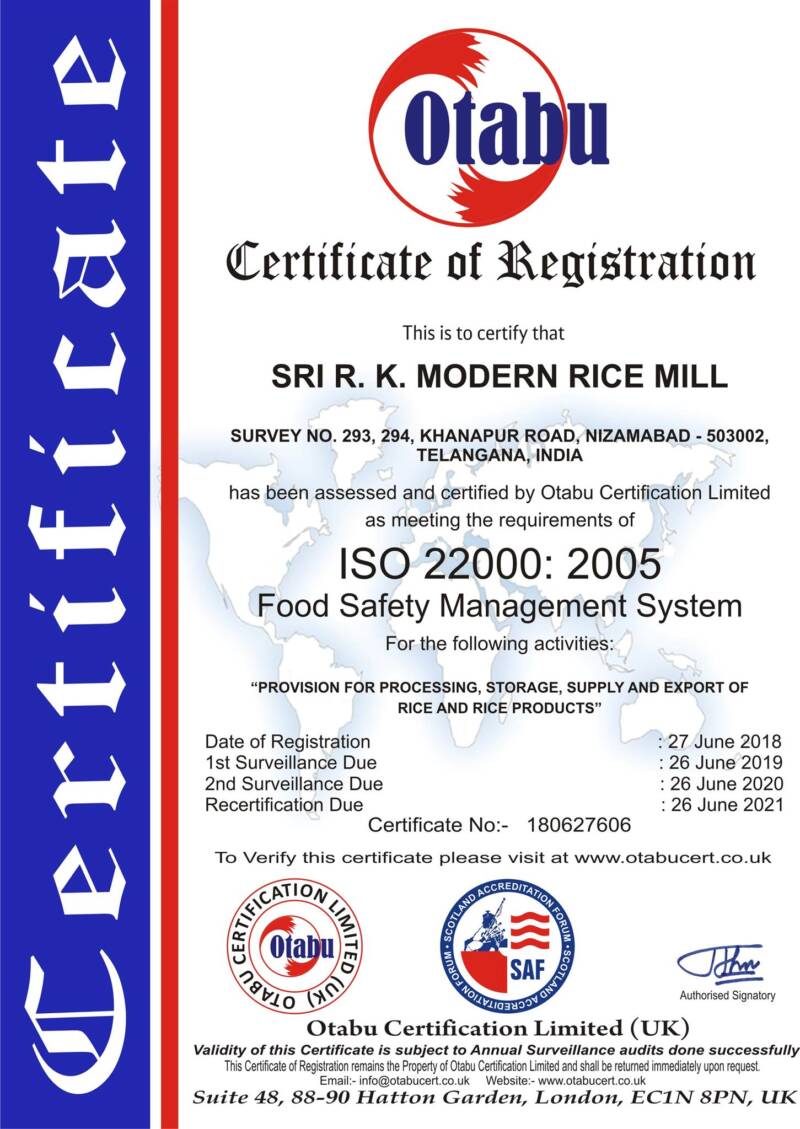 Certificate
Otabu
Certificate of Registration
This is to certify that
SRI R. K. MODERN RICE MILL
SURVEY NO. 293, 294, KHANAPUR ROAD, NIZAMABAD - 503002,
TELANGANA, INDIA
has been assessed and certified by Otabu Certification Limited
as meeting the requirements of
ISO 22000: 2005
Food Safety Management System
For the following activities:
“PROVISION FOR PROCESSING, STORAGE, SUPPLY AND EXPORT OF
RICE AND RICE PRODUCTS”
Date of Registration : 27 June 2018
1st Surveillance Due : 26 June 2019
2nd Surveillance Due : 26 June 2020
Recertification Due : 26 June 2021
Certificate No:- 180627606
To Verify this certificate please visit at www.otabucert.co.uk
OTABU CERTIFICATION LIMITED (UK)
Otabu
SCOTLAND ACCREDITATION FORUM • SCOTLAND ACCREDITATION FORUM •
SAF
Authorised Signatory
Otabu Certification Limited (UK)
Validity of this Certificate is subject to Annual Surveillance audits done successfully
This Certificate of Registration remains the Property of Otabu Certification Limited and shall be returned immediately upon request.
Email:- info@otabucert.co.uk Website:- www.otabucert.co.uk
Suite 48, 88-90 Hatton Garden, London, EC1N 8PN, UK